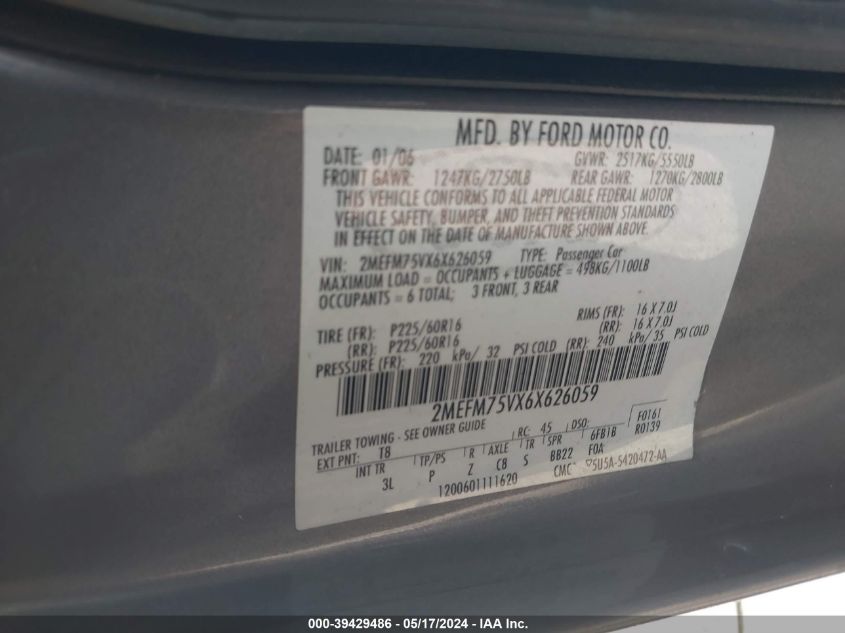 MFD. BY FORD MOTOR CO.
DATE: 01/06 GVWR: 2517KG/5550LB
FRONT GAWR: 1247KG/2750LB REAR GAWR: 1270KG/2800LB
THIS VEHICLE CONFORMS TO ALL APPLICABLE FEDERAL MOTOR
VEHICLE SAFETY, BUMPER, AND THEFT PREVENTION STANDARDS
IN EFFECT ON THE DATE OF MANUFACTURE SHOWN ABOVE.
VIN: 2MEFM75VX6X626059 TYPE: Passenger Car
MAXIMUM LOAD = OCCUPANTS + LUGGAGE = 498KG/1100LB
OCCUPANTS = 6 TOTAL; 3 FRONT, 3 REAR
TIRE (FR): P225/60R16 RIMS (FR): 16 X 7.0J
(RR): P225/60R16 (RR): 16 X 7.0J
PRESSURE (FR): 220 kPa/ 32 PSI COLD (RR): 240 kPa/ 35 PSI COLD
2MEFM75VX6X626059
TRAILER TOWING - SEE OWNER GUIDE
EXT PNT: T8 RC: 45 DSO: F0161
INT TR TP/PS R AXLE TR SPR 6FB1B R0139
3L P Z C8 S BB22 FOA
1200601111620 CMC 5U5A-5420472-AA
000-39429486 - 05/17/2024 - IAAI.COM.